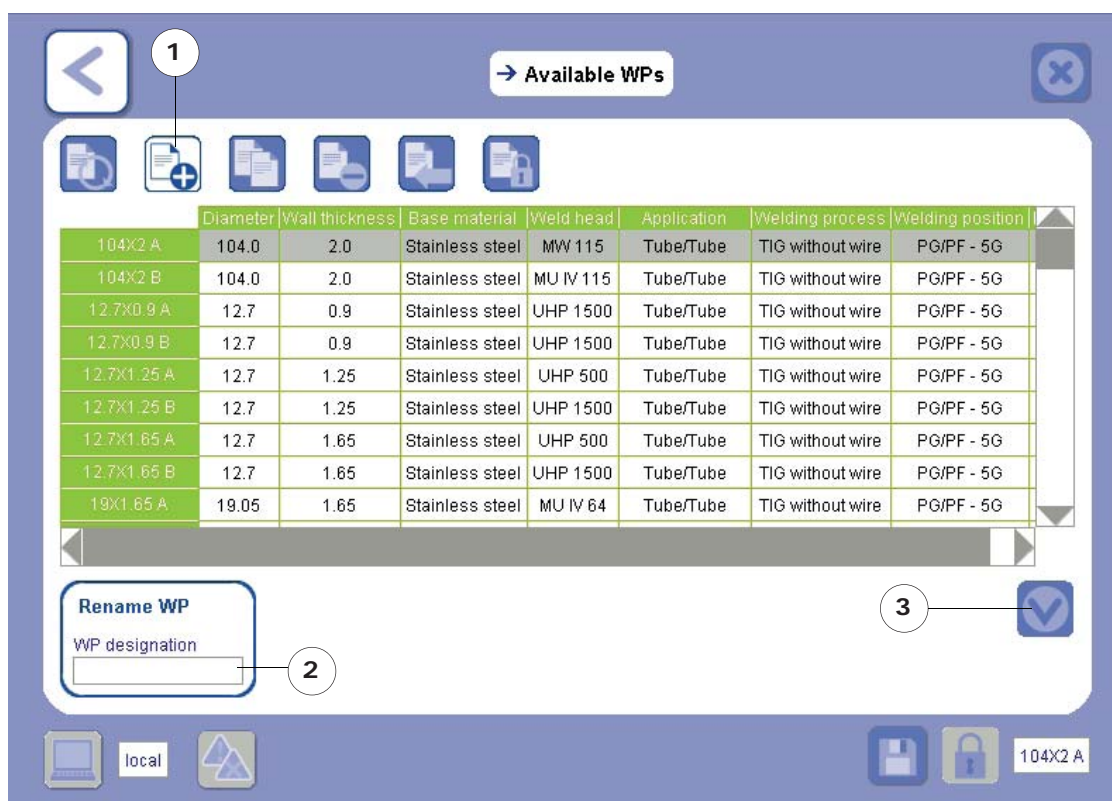 1
→ Available WPs
Diameter Wall thickness Base material Weld head Application Welding process Welding position
104X2 A 104.0 2.0 Stainless steel MW 115 Tube/Tube TIG without wire PG/PF - 5G
104X2 B 104.0 2.0 Stainless steel MU IV 115 Tube/Tube TIG without wire PG/PF - 5G
12.7X0.9 A 12.7 0.9 Stainless steel UHP 1500 Tube/Tube TIG without wire PG/PF - 5G
12.7X0.9 B 12.7 0.9 Stainless steel UHP 1500 Tube/Tube TIG without wire PG/PF - 5G
12.7X1.25 A 12.7 1.25 Stainless steel UHP 500 Tube/Tube TIG without wire PG/PF - 5G
12.7X1.25 B 12.7 1.25 Stainless steel UHP 1500 Tube/Tube TIG without wire PG/PF - 5G
12.7X1.65 A 12.7 1.65 Stainless steel UHP 500 Tube/Tube TIG without wire PG/PF - 5G
12.7X1.65 B 12.7 1.65 Stainless steel UHP 1500 Tube/Tube TIG without wire PG/PF - 5G
19X1.65 A 19.05 1.65 Stainless steel MU IV 64 Tube/Tube TIG without wire PG/PF - 5G
Rename WP
3
WP designation
2
local
104X2 A